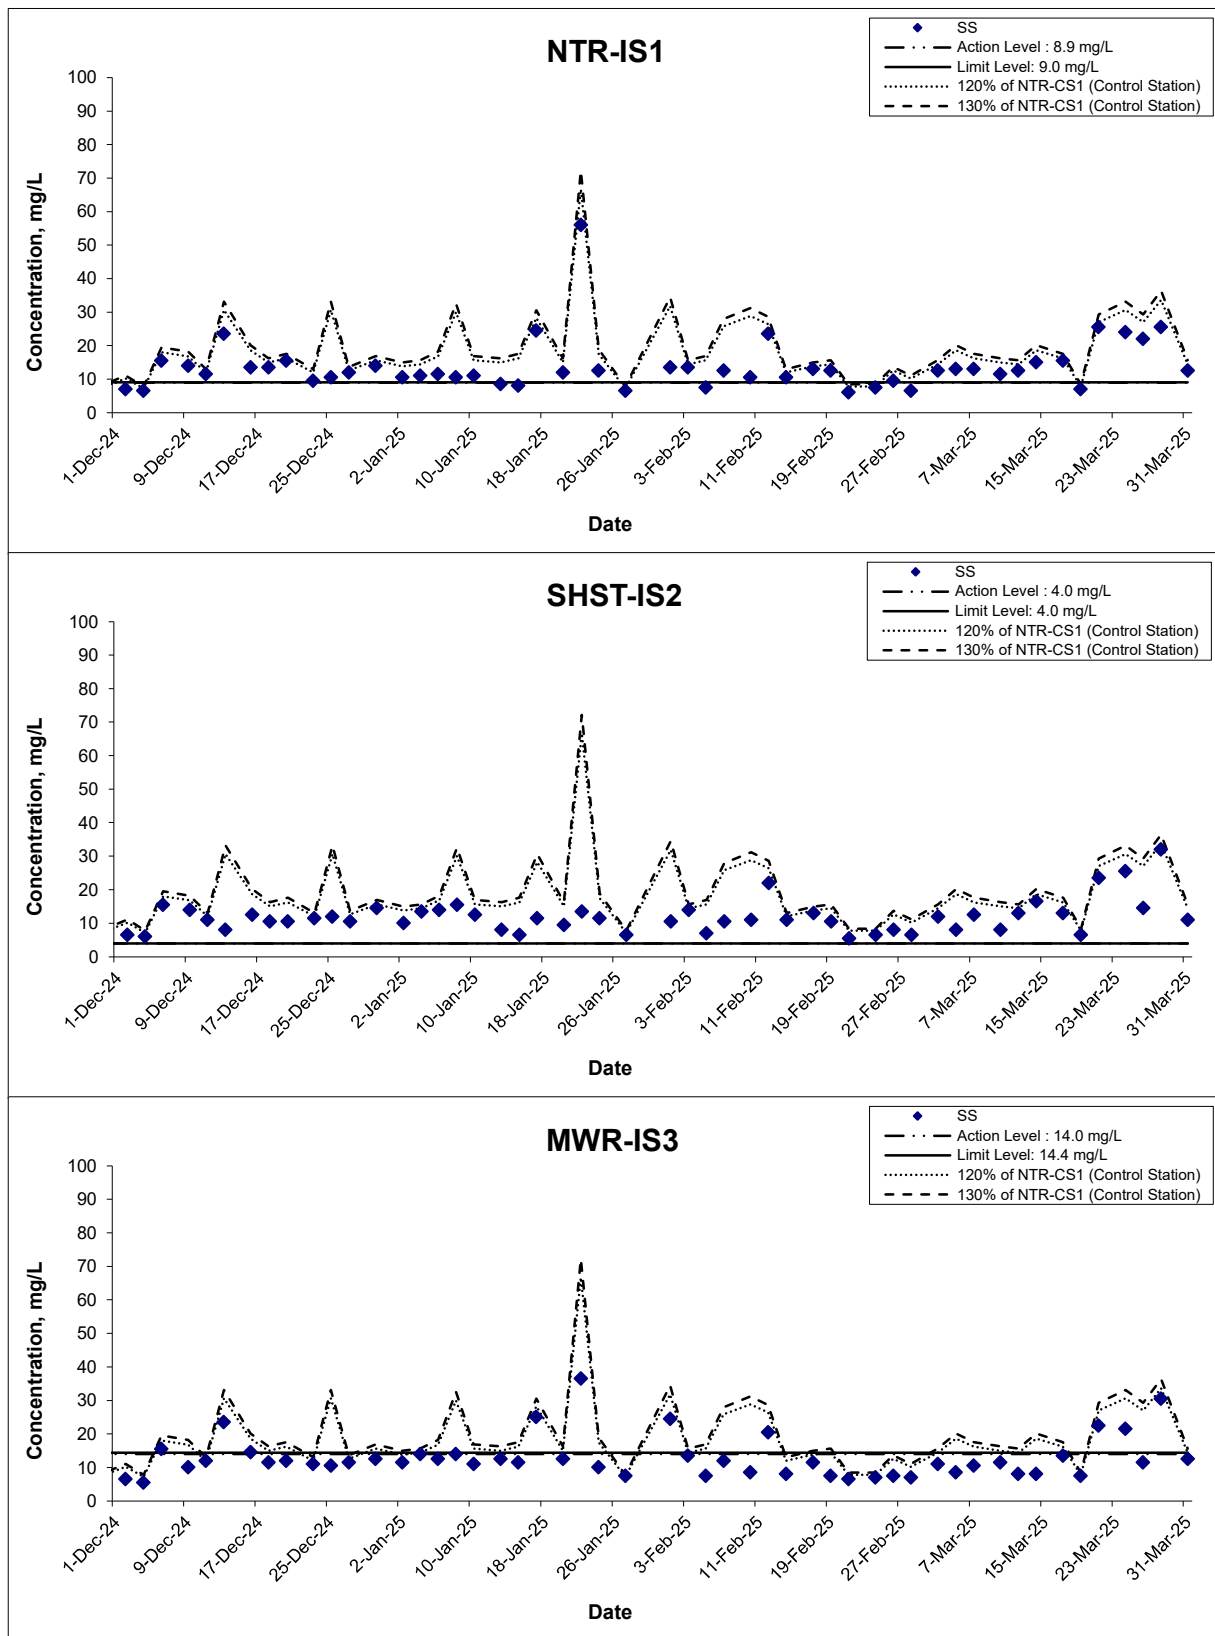 NTR-IS1
SS
Action Level : 8.9 mg/L
Limit Level: 9.0 mg/L
120% of NTR-CS1 (Control Station)
130% of NTR-CS1 (Control Station)
Concentration, mg/L
100
90
80
70
60
50
40
30
20
10
0
1-Dec-24
9-Dec-24
17-Dec-24
25-Dec-24
2-Jan-25
10-Jan-25
18-Jan-25
26-Jan-25
3-Feb-25
11-Feb-25
19-Feb-25
27-Feb-25
7-Mar-25
15-Mar-25
23-Mar-25
31-Mar-25
Date
SHST-IS2
SS
Action Level : 4.0 mg/L
Limit Level: 4.0 mg/L
120% of NTR-CS1 (Control Station)
130% of NTR-CS1 (Control Station)
Concentration, mg/L
100
90
80
70
60
50
40
30
20
10
0
1-Dec-24
9-Dec-24
17-Dec-24
25-Dec-24
2-Jan-25
10-Jan-25
18-Jan-25
26-Jan-25
3-Feb-25
11-Feb-25
19-Feb-25
27-Feb-25
7-Mar-25
15-Mar-25
23-Mar-25
31-Mar-25
Date
MWR-IS3
SS
Action Level : 14.0 mg/L
Limit Level: 14.4 mg/L
120% of NTR-CS1 (Control Station)
130% of NTR-CS1 (Control Station)
Concentration, mg/L
100
90
80
70
60
50
40
30
20
10
0
1-Dec-24
9-Dec-24
17-Dec-24
25-Dec-24
2-Jan-25
10-Jan-25
18-Jan-25
26-Jan-25
3-Feb-25
11-Feb-25
19-Feb-25
27-Feb-25
7-Mar-25
15-Mar-25
23-Mar-25
31-Mar-25
Date